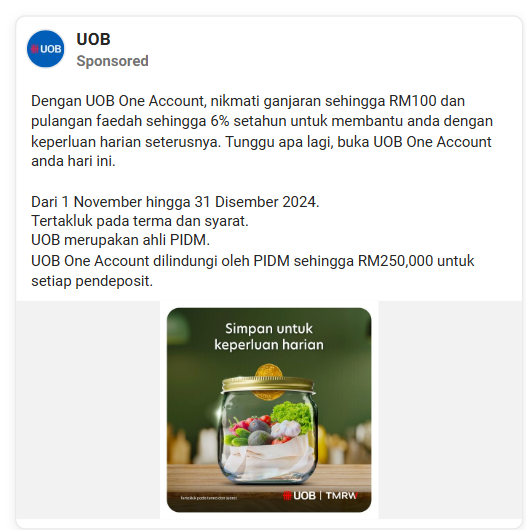 UOB
UOB
Sponsored
Dengan UOB One Account, nikmati ganjaran sehingga RM100 dan
pulangan faedah sehingga 6% setahun untuk membantu anda dengan
keperluan harian seterusnya. Tunggu apa lagi, buka UOB One Account
anda hari ini.
Dari 1 November hingga 31 Disember 2024.
Tertakluk pada terma dan syarat.
UOB merupakan ahli PIDM.
UOB One Account dilindungi oleh PIDM sehingga RM250,000 untuk
setiap pendeposit.
Simpan untuk
keperluan harian
Tertakluk pada terma dan syarat.
UOB | TMRW